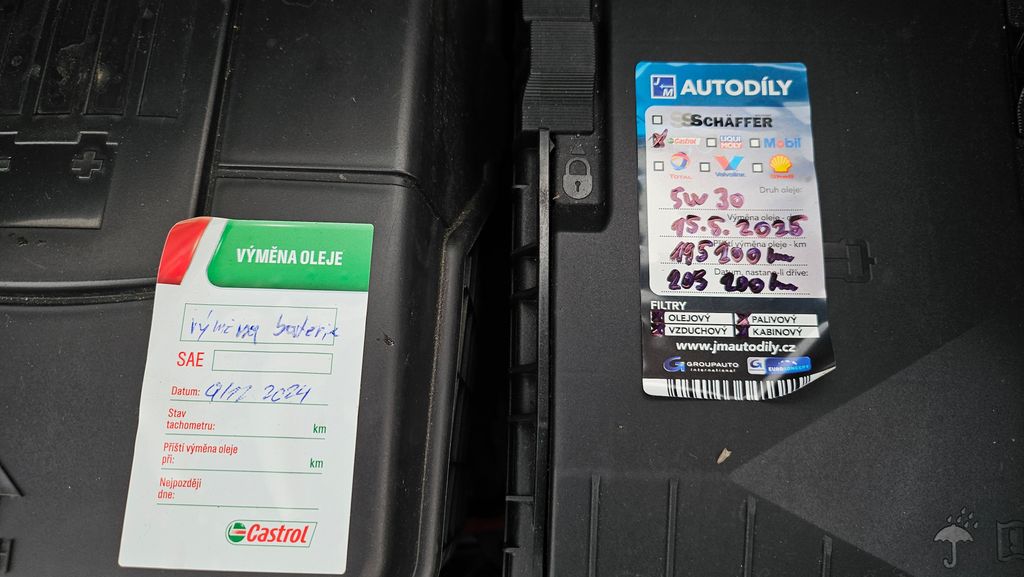 VÝMĚNA OLEJE
výměna baterie
SAE
Datum: 9/12 2024
Stav
tachometru:
km
Příští výměna oleje
při:
km
Nejpozději
dne:
Castrol
J+M AUTODÍLY
SCHÄFFER
Castrol LIQUI MOLY Mobil
TOTAL Valvoline Shell
Druh oleje:
5W 30
Výměna oleje -
15.5.2025
Příští výměna oleje - km
195 200 km
Datum, nastane-li dříve:
205 200 km
FILTRY
OLEJOVÝ PALIVOVÝ
VZDUCHOVÝ KABINOVÝ
www.jmautodily.cz
GROUPAUTO
International